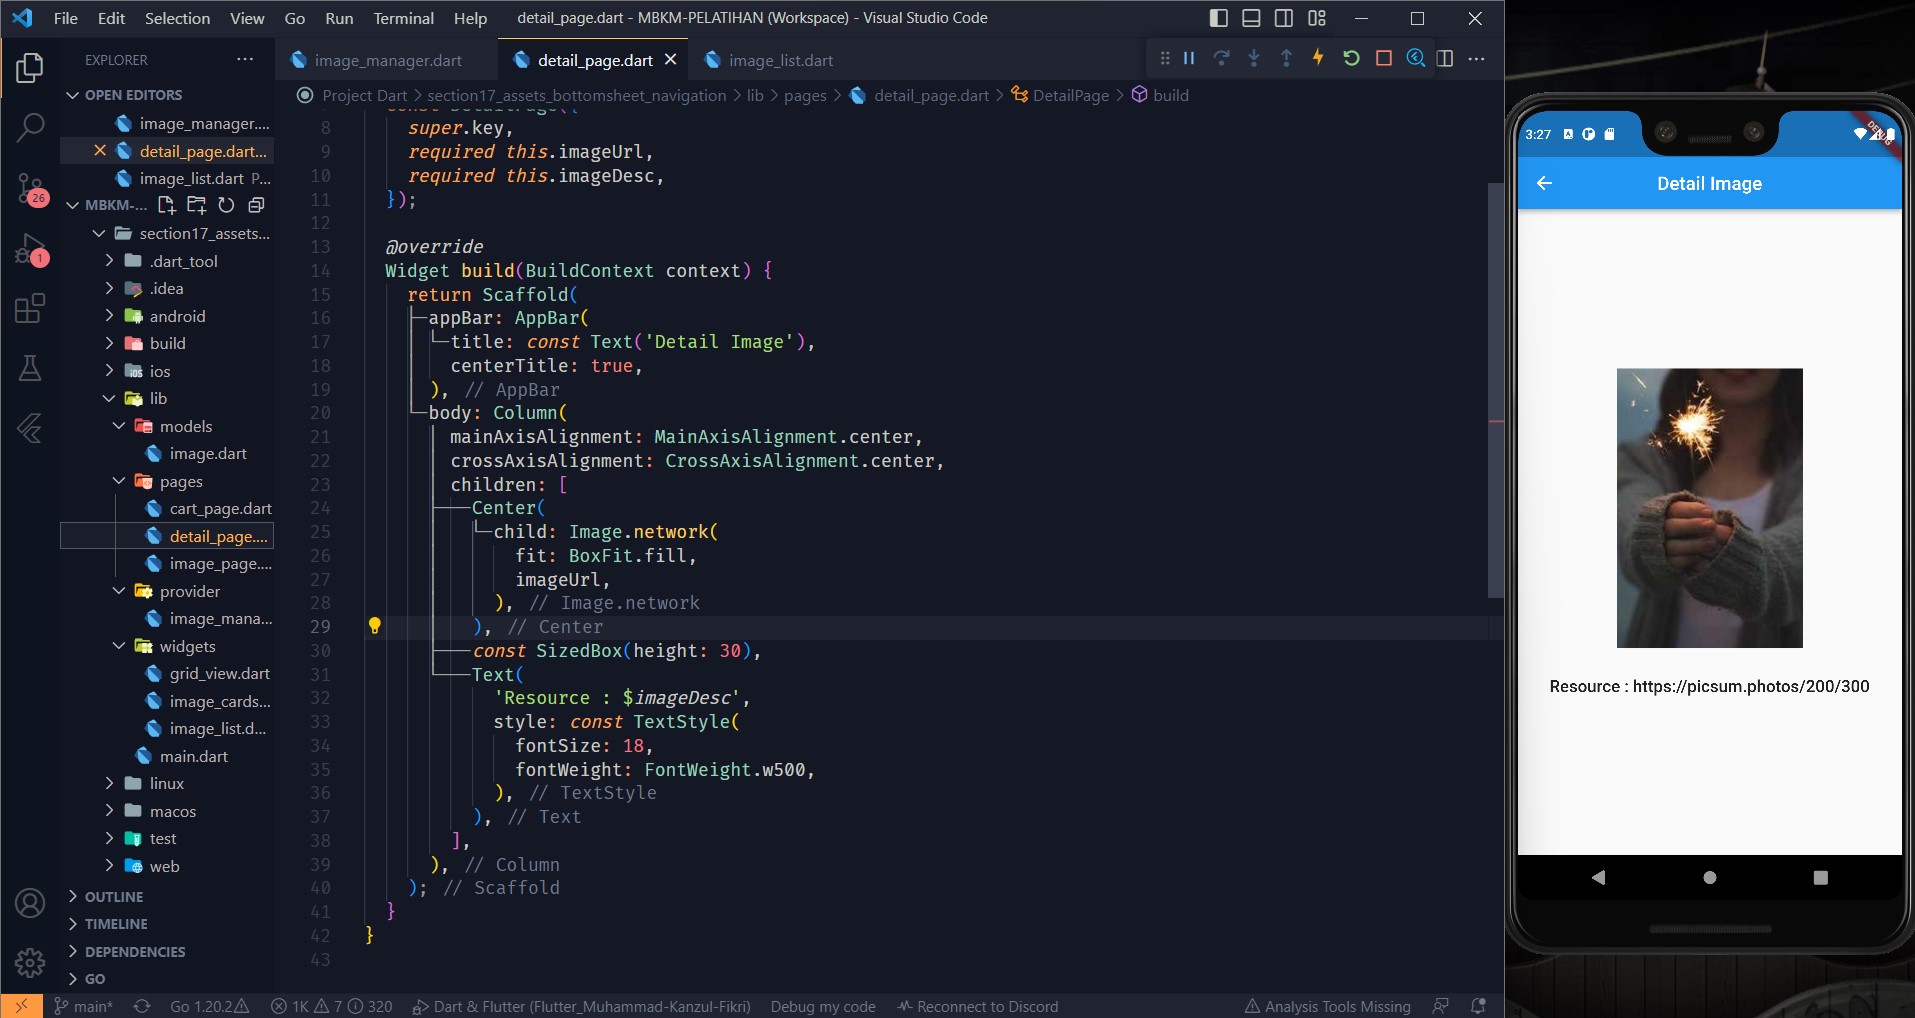 File Edit Selection View Go Run Terminal Help detail_page.dart - MBKM-PELATIHAN (Workspace) - Visual Studio Code
EXPLORER
OPEN EDITORS
image_manager....
detail_page.dart...
image_list.dart P...
MBKM-...
section17_assets...
.dart_tool
.idea
android
build
ios
lib
models
image.dart
pages
cart_page.dart
detail_page....
image_page....
provider
image_mana...
widgets
grid_view.dart
image_cards...
image_list.d...
main.dart
linux
macos
test
web
OUTLINE
TIMELINE
DEPENDENCIES
GO
26
1
image_manager.dart detail_page.dart image_list.dart
Project Dart > section17_assets_bottomsheet_navigation > lib > pages > detail_page.dart > DetailPage > build
const DetailPage({
8 super.key,
9 required this.imageUrl,
10 required this.imageDesc,
11 });
12
13 @override
14 Widget build(BuildContext context) {
15 return Scaffold(
16 appBar: AppBar(
17 title: const Text('Detail Image'),
18 centerTitle: true,
19 ), // AppBar
20 body: Column(
21 mainAxisAlignment: MainAxisAlignment.center,
22 crossAxisAlignment: CrossAxisAlignment.center,
23 children: [
24 Center(
25 child: Image.network(
26 fit: BoxFit.fill,
27 imageUrl,
28 ), // Image.network
29 ), // Center
30 const SizedBox(height: 30),
31 Text(
32 'Resource : $imageDesc',
33 style: const TextStyle(
34 fontSize: 18,
35 fontWeight: FontWeight.w500,
36 ), // TextStyle
37 ), // Text
38 ],
39 ), // Column
40 ); // Scaffold
41 }
42 }
43
main* Go 1.20.2 1K 7 320 Dart & Flutter (Flutter_Muhammad-Kanzul-Fikri) Debug my code Reconnect to Discord Analysis Tools Missing
3:27
DEBUG
Detail Image
Resource : https://picsum.photos/200/300